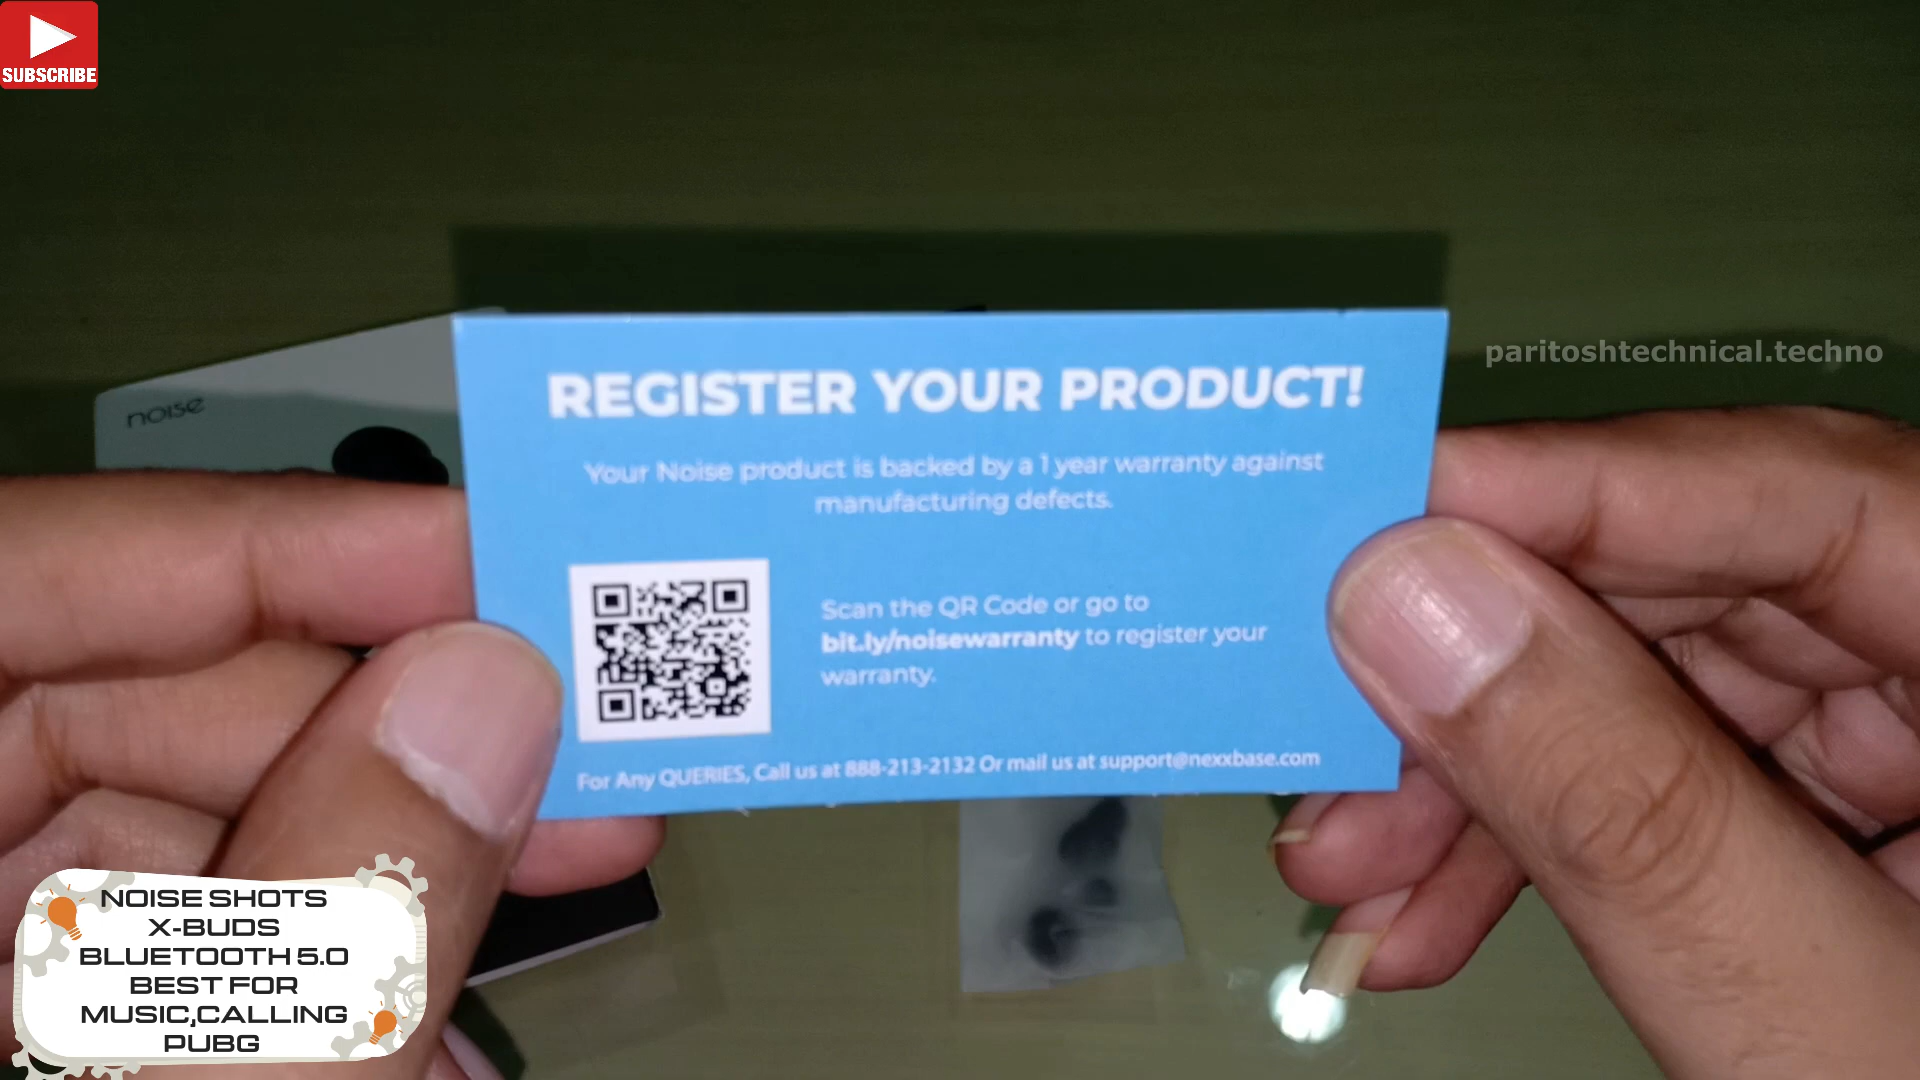 SUBSCRIBE
paritoshtechnical.techno
noise
REGISTER YOUR PRODUCT!
Your Noise product is backed by a 1 year warranty against
manufacturing defects.
Scan the QR Code or go to
bit.ly/noisewarranty to register your
warranty.
For Any QUERIES, Call us at 888-213-2132 Or mail us at support@nexxbase.com
NOISE SHOTS
X-BUDS
BLUETOOTH 5.0
BEST FOR
MUSIC,CALLING
PUBG